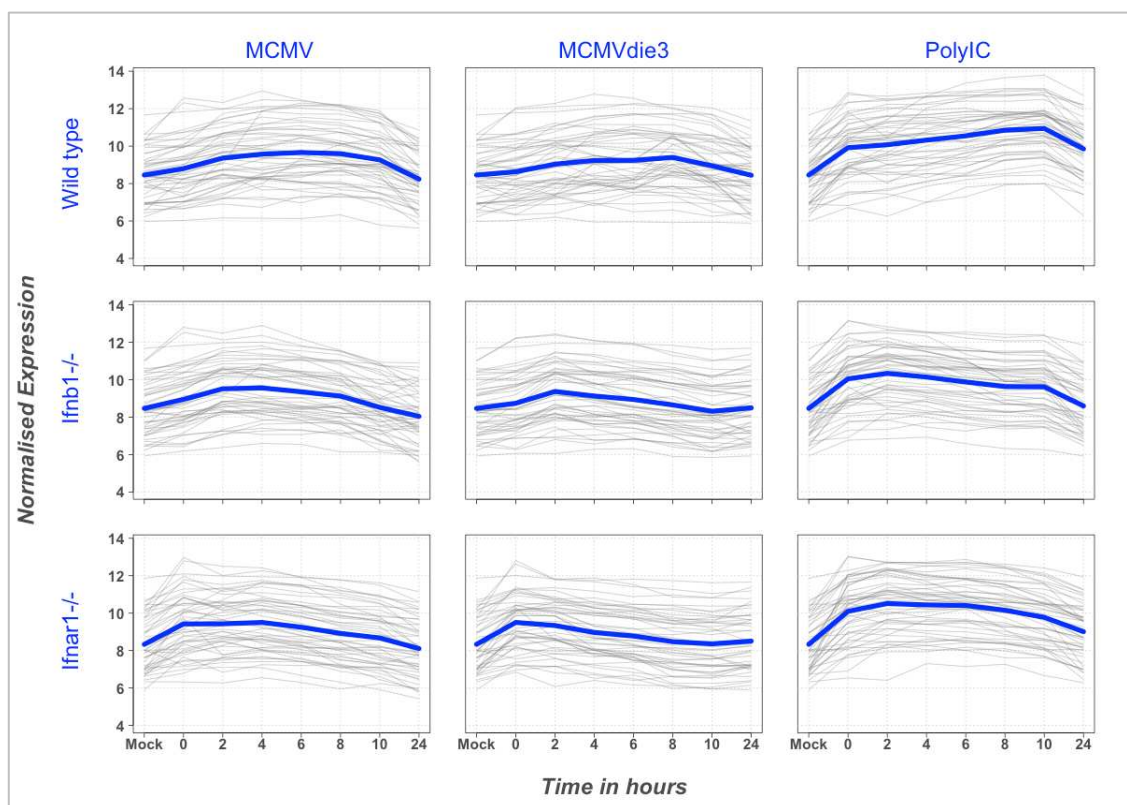 MCMV MCMVdie3 PolyIC
Wild type
14
12
10
8
6
4
Ifnb1-/-
14
12
10
8
6
4
Ifnar1-/-
14
12
10
8
6
4
Normalised Expression
Mock 0 2 4 6 8 10 24 Mock 0 2 4 6 8 10 24 Mock 0 2 4 6 8 10 24
Time in hours